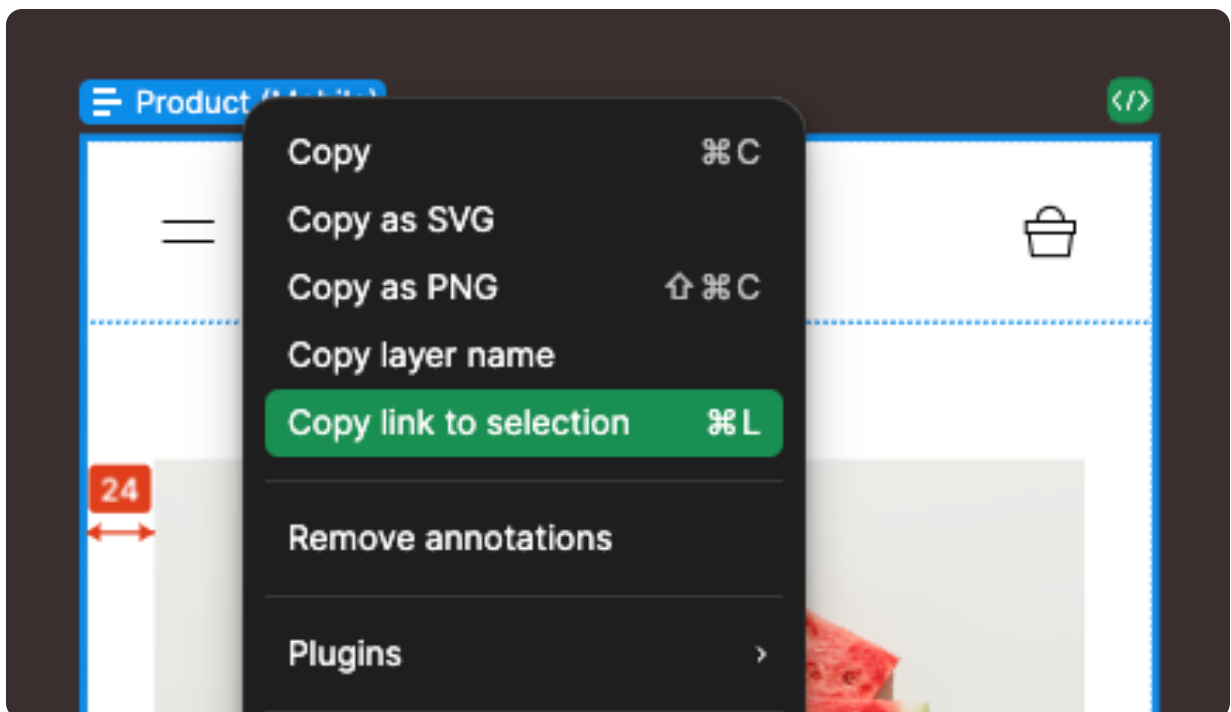 Product
</>
Copy ⌘C
Copy as SVG
Copy as PNG ⇧⌘C
Copy layer name
Copy link to selection ⌘L
24
Remove annotations
Plugins ›